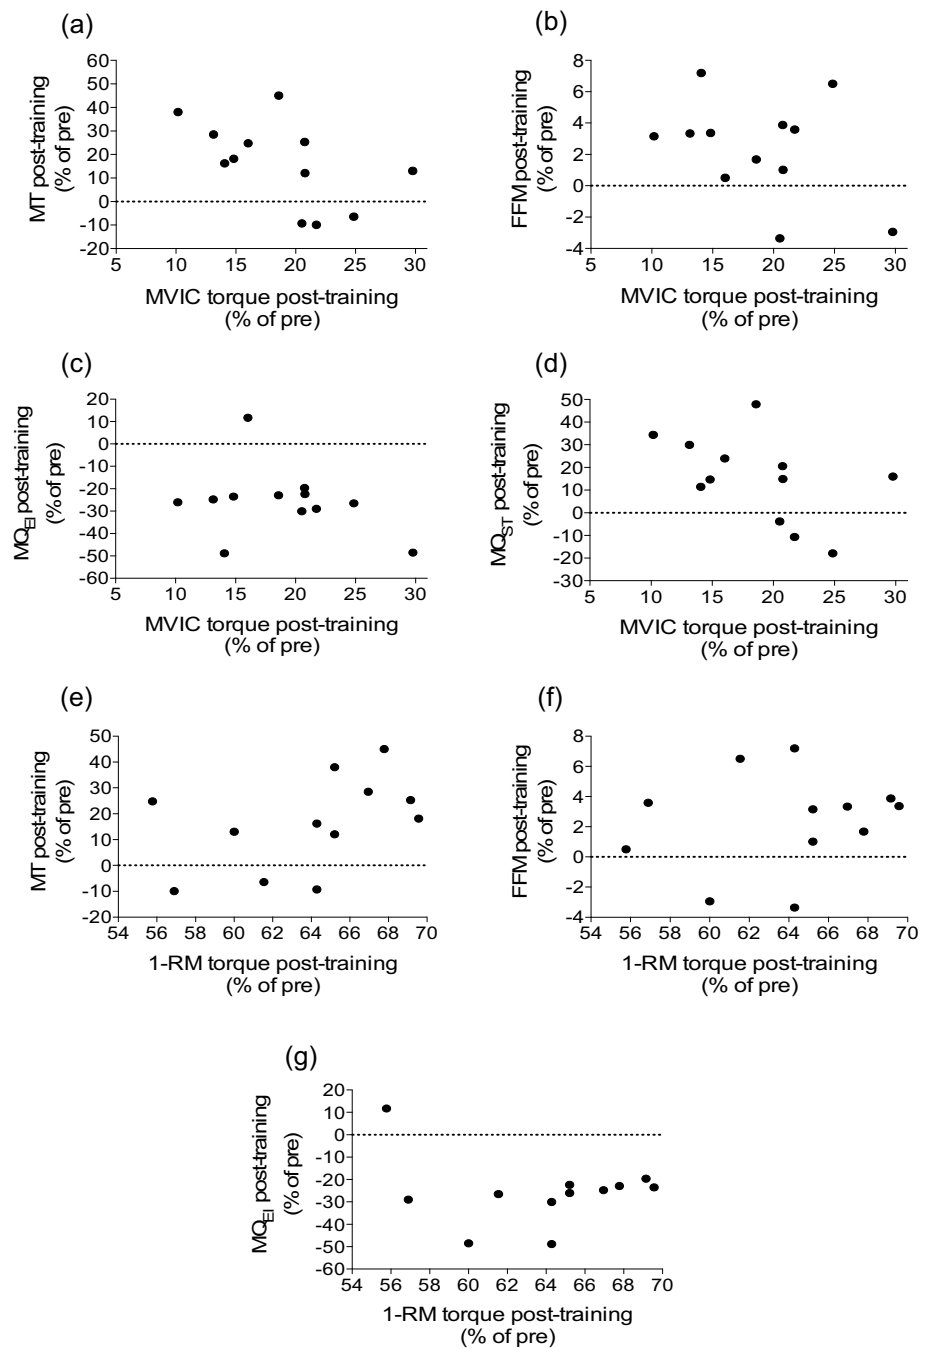 (a)
60
50
40
30
20
10
0
-10
-20
MT post-training
(% of pre)
5 10 15 20 25 30
MVIC torque post-training
(% of pre)
(b)
8
6
4
2
0
-2
-4
FFM post-training
(% of pre)
5 10 15 20 25 30
MVIC torque post-training
(% of pre)
(c)
20
10
0
-10
-20
-30
-40
-50
-60
MQEI post-training
(% of pre)
5 10 15 20 25 30
MVIC torque post-training
(% of pre)
(d)
50
40
30
20
10
0
-10
-20
-30
MQST post-training
(% of pre)
5 10 15 20 25 30
MVIC torque post-training
(% of pre)
(e)
50
40
30
20
10
0
-10
-20
MT post-training
(% of pre)
54 56 58 60 62 64 66 68 70
1-RM torque post-training
(% of pre)
(f)
8
6
4
2
0
-2
-4
FFM post-training
(% of pre)
54 56 58 60 62 64 66 68 70
1-RM torque post-training
(% of pre)
(g)
20
10
0
-10
-20
-30
-40
-50
-60
MQEI post-training
(% of pre)
54 56 58 60 62 64 66 68 70
1-RM torque post-training
(% of pre)